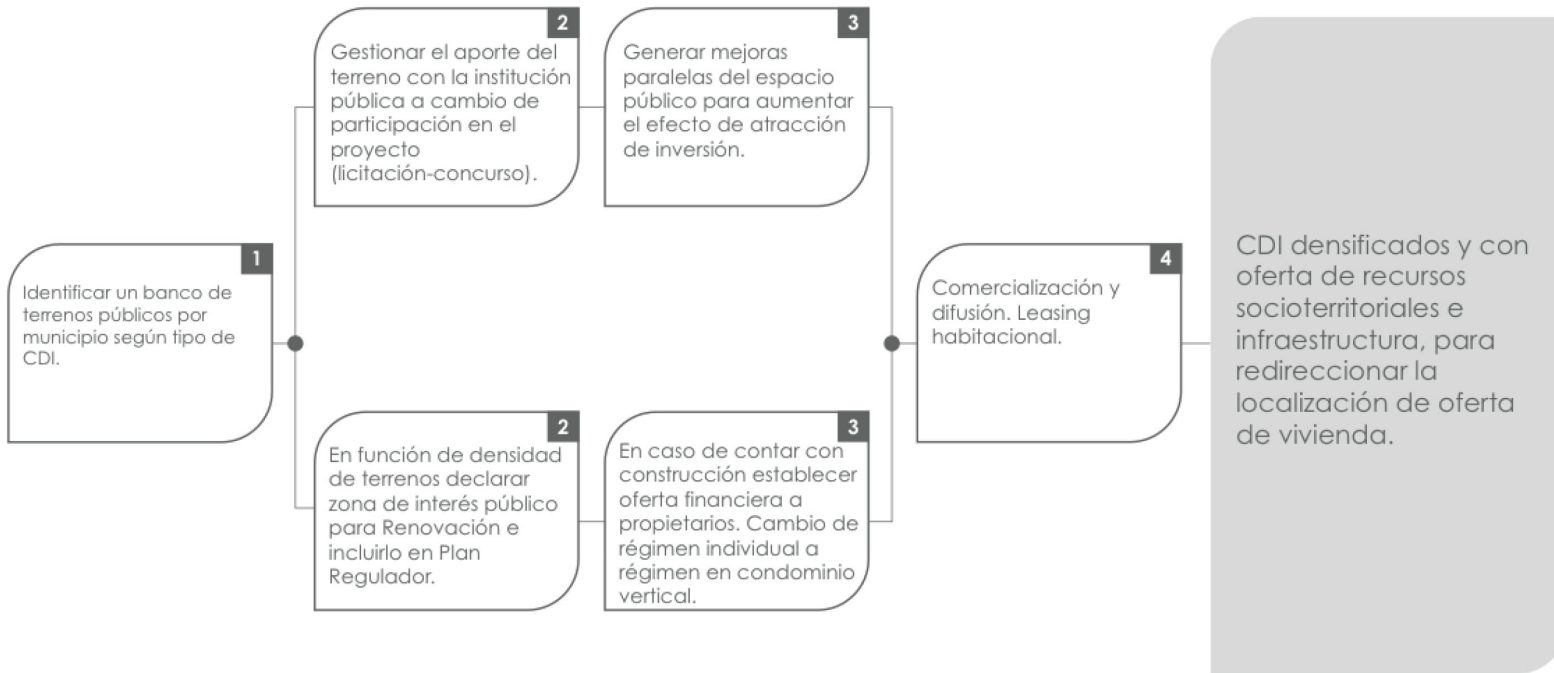 1
Identificar un banco de
terrenos públicos por
municipio según tipo de
CDI.
2
Gestionar el aporte del
terreno con la institución
pública a cambio de
participación en el
proyecto
(licitación-concurso).
3
Generar mejoras
paralelas del espacio
público para aumentar
el efecto de atracción
de inversión.
2
En función de densidad
de terrenos declarar
zona de interés público
para Renovación e
incluirlo en Plan
Regulador.
3
En caso de contar con
construcción establecer
oferta financiera a
propietarios. Cambio de
régimen individual a
régimen en condominio
vertical.
4
Comercialización y
difusión. Leasing
habitacional.
CDI densificados y con
oferta de recursos
socioterritoriales e
infraestructura, para
redireccionar la
localización de oferta
de vivienda.